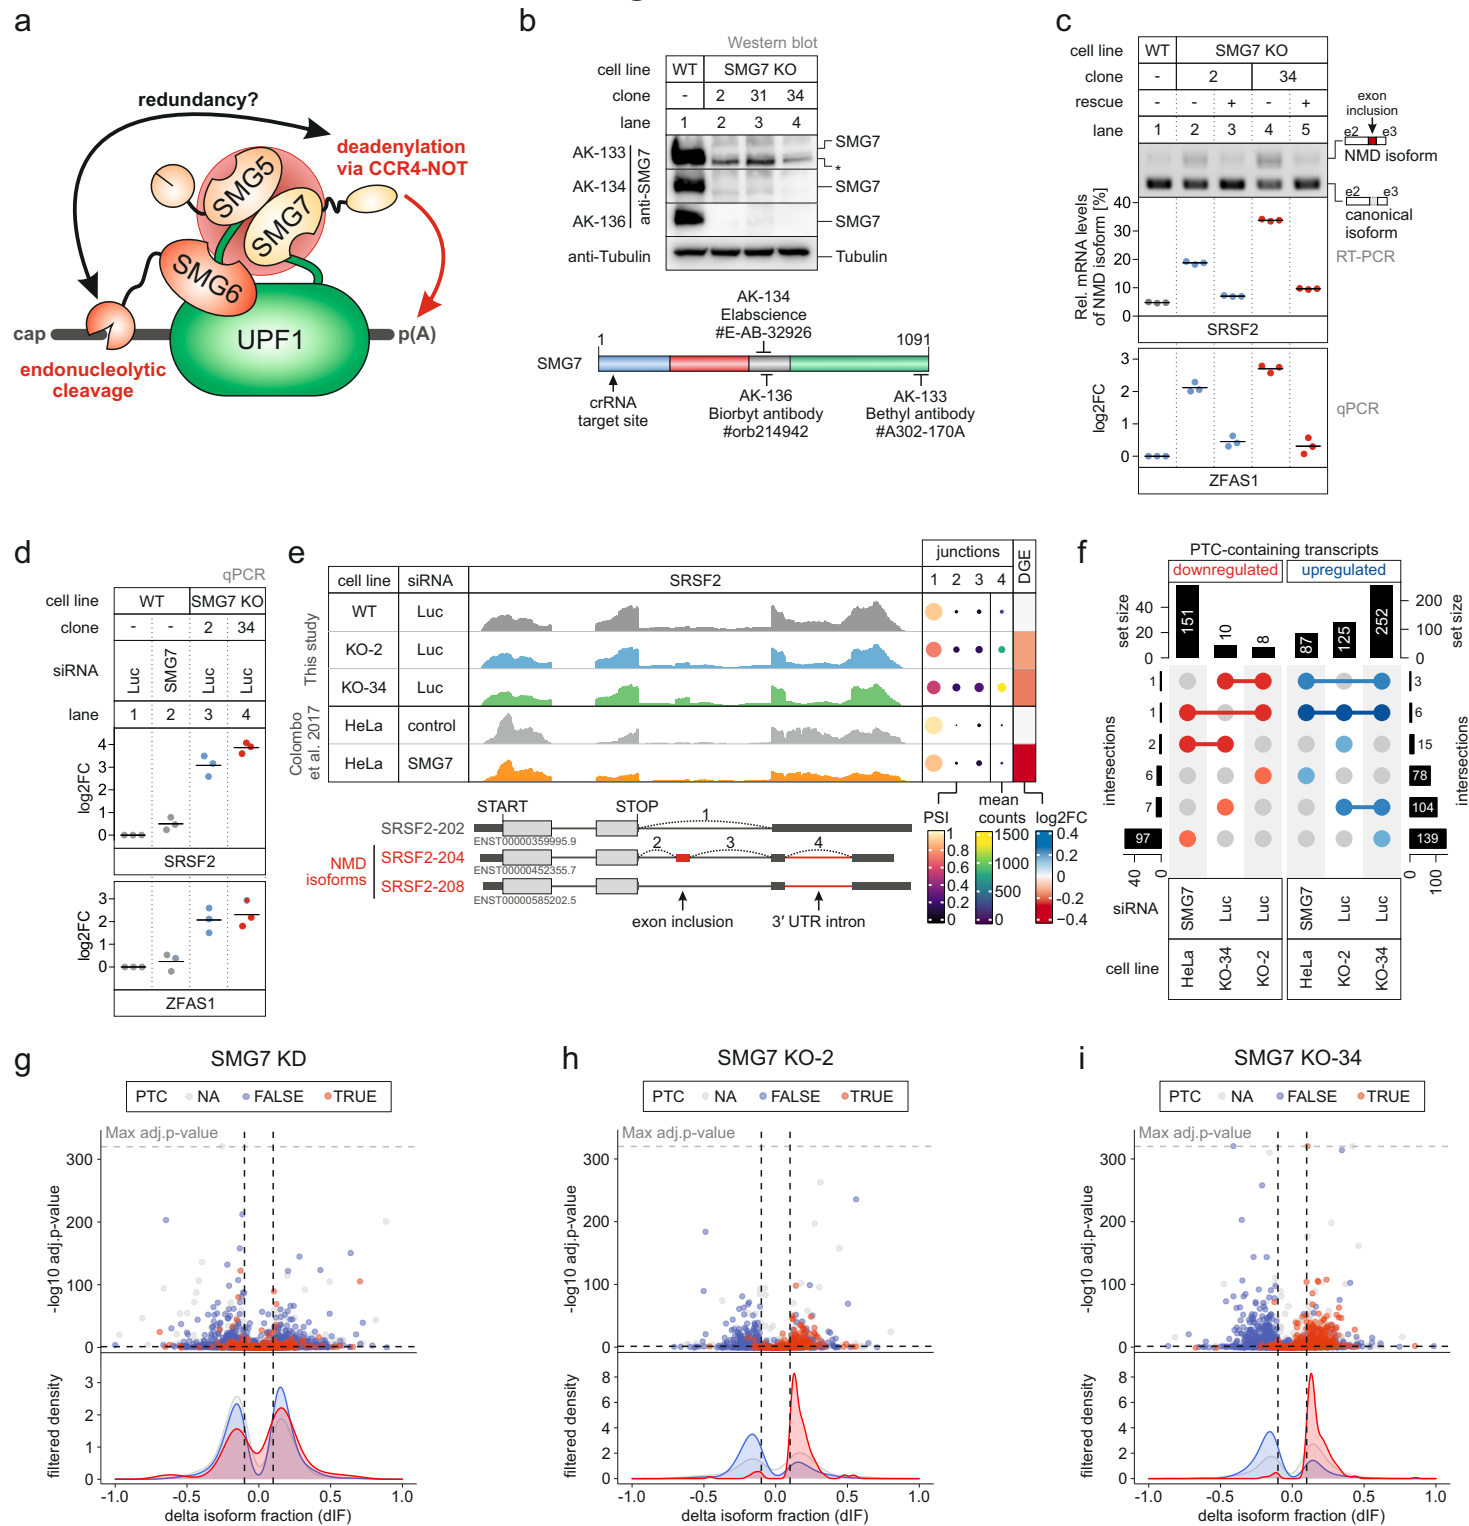 a
redundancy?
deadenylation
via CCR4-NOT
SMG5
SMG7
SMG6
UPF1
cap
p(A)
endonucleolytic
cleavage
b
Western blot
cell line WT SMG7 KO
clone - 2 31 34
lane 1 2 3 4
AK-133
AK-134
AK-136
anti-SMG7
SMG7
*
SMG7
SMG7
anti-Tubulin
Tubulin
AK-134
Elabscience
#E-AB-32926
1
1091
SMG7
crRNA
target site
AK-136
Biorbyt antibody
#orb214942
AK-133
Bethyl antibody
#A302-170A
c
cell line WT SMG7 KO
clone - 2 34
rescue - - + - +
lane 1 2 3 4 5
exon
inclusion
e2 e3
NMD isoform
e2 e3
canonical
isoform
RT-PCR
Rel. mRNA levels
of NMD isoform [%]
40
30
20
10
0
SRSF2
log2FC
3
2
1
0
qPCR
ZFAS1
d
qPCR
cell line WT SMG7 KO
clone - - 2 34
siRNA Luc SMG7 Luc Luc
lane 1 2 3 4
log2FC
4
3
2
1
0
SRSF2
log2FC
3
2
1
0
ZFAS1
e
junctions
DGE
cell line siRNA SRSF2 1 2 3 4
This study
WT Luc
KO-2 Luc
KO-34 Luc
Colombo
et al. 2017
HeLa control
HeLa SMG7
START STOP
SRSF2-202
ENST00000359995.9
1
NMD
isoforms
SRSF2-204
ENST00000452355.7
2 3 4
SRSF2-208
ENST00000585202.5
exon inclusion
3′ UTR intron
PSI
1
0.8
0.6
0.4
0.2
0
mean
counts
1500
1000
500
0
log2FC
0.4
0.2
0
-0.2
-0.4
f
PTC-containing transcripts
downregulated upregulated
set size
40
20
0
151 10 8 87 125 252
200
100
0
set size
intersections
1
1
2
6
7
97
3
6
15
78
104
139
intersections
40 0
0 100
siRNA SMG7 Luc Luc SMG7 Luc Luc
cell line HeLa KO-34 KO-2 HeLa KO-2 KO-34
g
SMG7 KD
PTC NA FALSE TRUE
Max adj.p-value
-log10 adj.p-value
300
200
100
0
filtered density
3
2
1
0
-1.0 -0.5 0.0 0.5 1.0
delta isoform fraction (dIF)
h
SMG7 KO-2
PTC NA FALSE TRUE
Max adj.p-value
-log10 adj.p-value
300
200
100
0
filtered density
8
6
4
2
0
-1.0 -0.5 0.0 0.5 1.0
delta isoform fraction (dIF)
i
SMG7 KO-34
PTC NA FALSE TRUE
Max adj.p-value
-log10 adj.p-value
300
200
100
0
filtered density
8
6
4
2
0
-1.0 -0.5 0.0 0.5 1.0
delta isoform fraction (dIF)